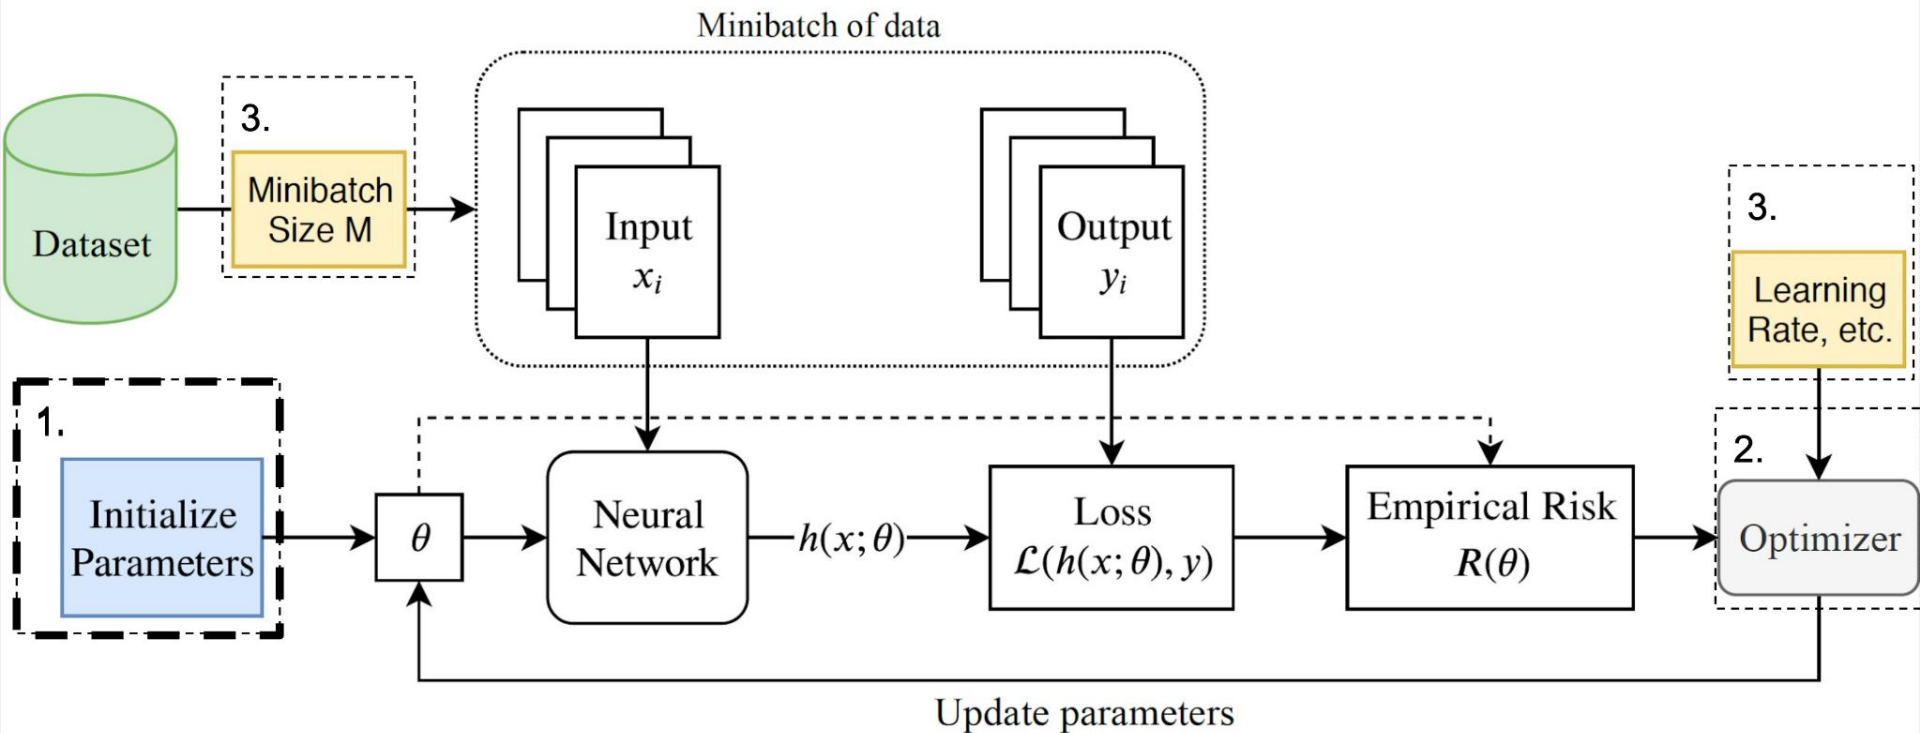 Minibatch of data
3.
Minibatch
Size M
Dataset
Input
xᵢ
Output
yᵢ
3.
Learning
Rate, etc.
1.
Initialize
Parameters
θ
Neural
Network
h(x; θ)
Loss
ℒ(h(x; θ), y)
Empirical Risk
R(θ)
2.
Optimizer
Update parameters